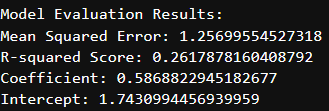 Model Evaluation Results:
Mean Squared Error: 1.25699554527318
R-squared Score: 0.2617878160408792
Coefficient: 0.5868822945182677
Intercept: 1.7430994456939959